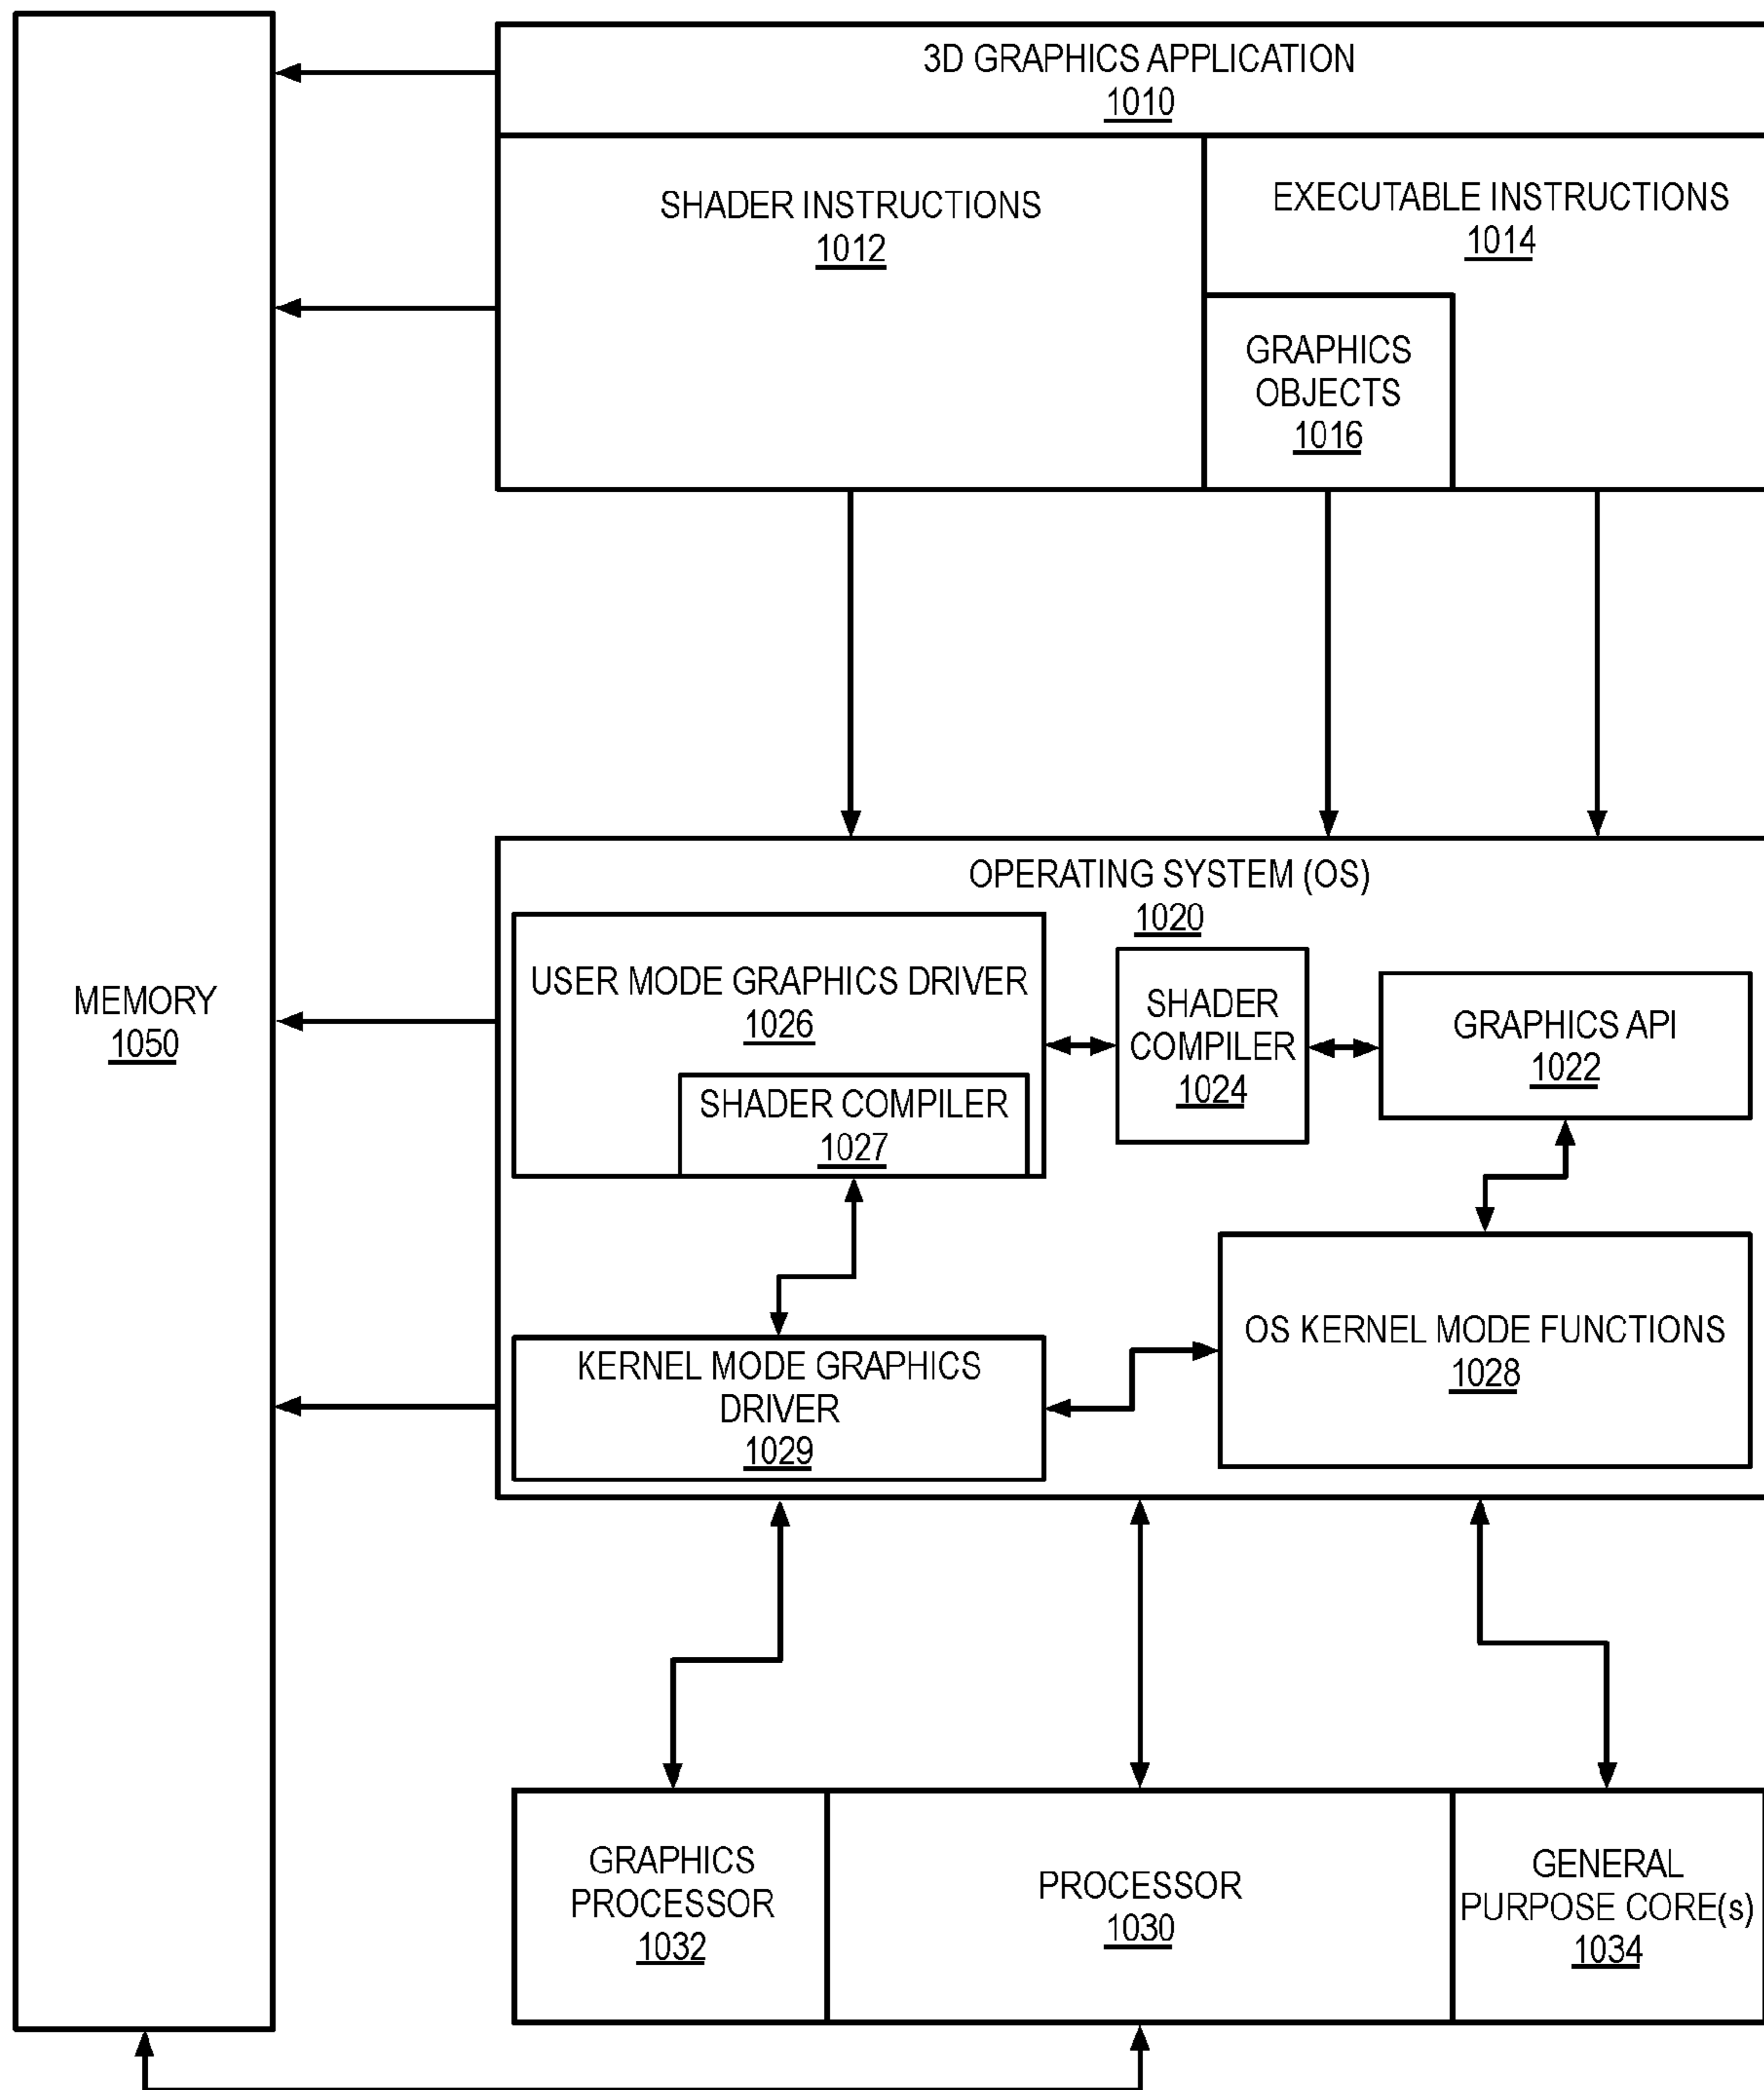 3D GRAPHICS APPLICATION
1010
SHADER INSTRUCTIONS
1012
EXECUTABLE INSTRUCTIONS
1014
GRAPHICS
OBJECTS
1016
MEMORY
1050
OPERATING SYSTEM (OS)
1020
USER MODE GRAPHICS DRIVER
1026
SHADER COMPILER
1027
SHADER
COMPILER
1024
GRAPHICS API
1022
KERNEL MODE GRAPHICS
DRIVER
1029
OS KERNEL MODE FUNCTIONS
1028
GRAPHICS
PROCESSOR
1032
PROCESSOR
1030
GENERAL
PURPOSE CORE(s)
1034